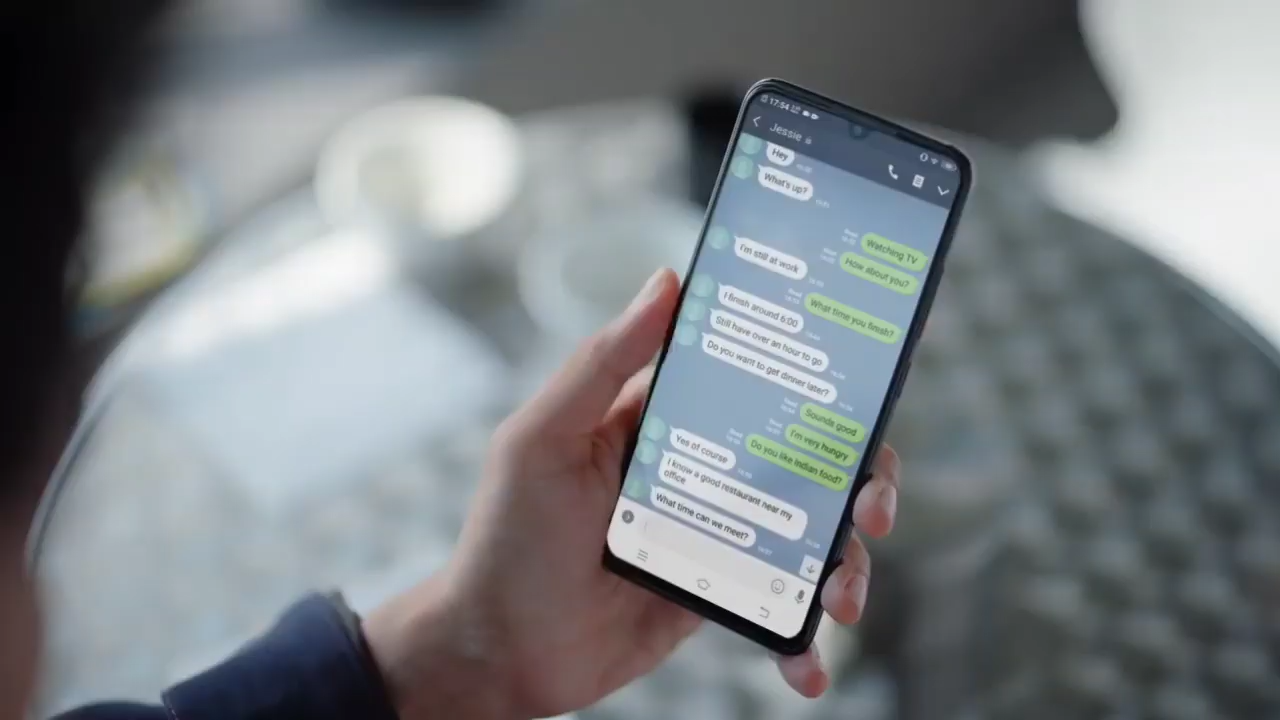 17:54
Jessie
Hey
What's up?
Watching TV
How about you?
I'm still at work
What time you finish?
I finish around 6:00
Still have over an hour to go
Do you want to get dinner later?
Sounds good
I'm very hungry
Do you like Indian food?
Yes of course
I know a good restaurant near my
office
What time can we meet?